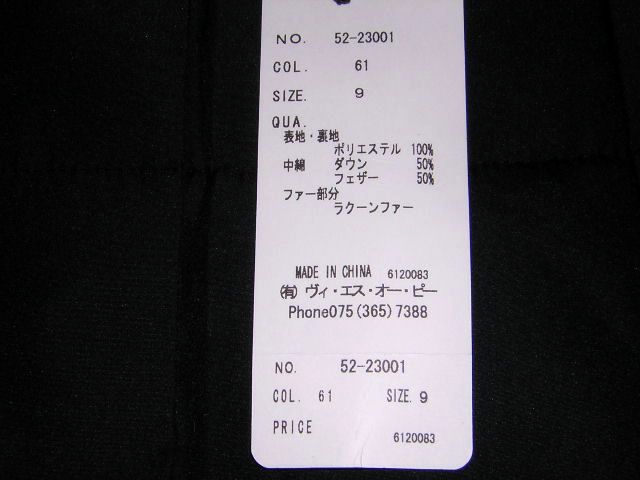 NO. 52-23001
COL. 61
SIZE. 9
QUA.
表地・裏地
ポリエステル 100%
中綿 ダウン 50%
フェザー 50%
ファー部分
ラクーンファー
MADE IN CHINA 6120083
㈲ ヴィ・エス・オー・ピー
Phone075(365)7388
NO. 52-23001
COL. 61 SIZE. 9
PRICE 6120083